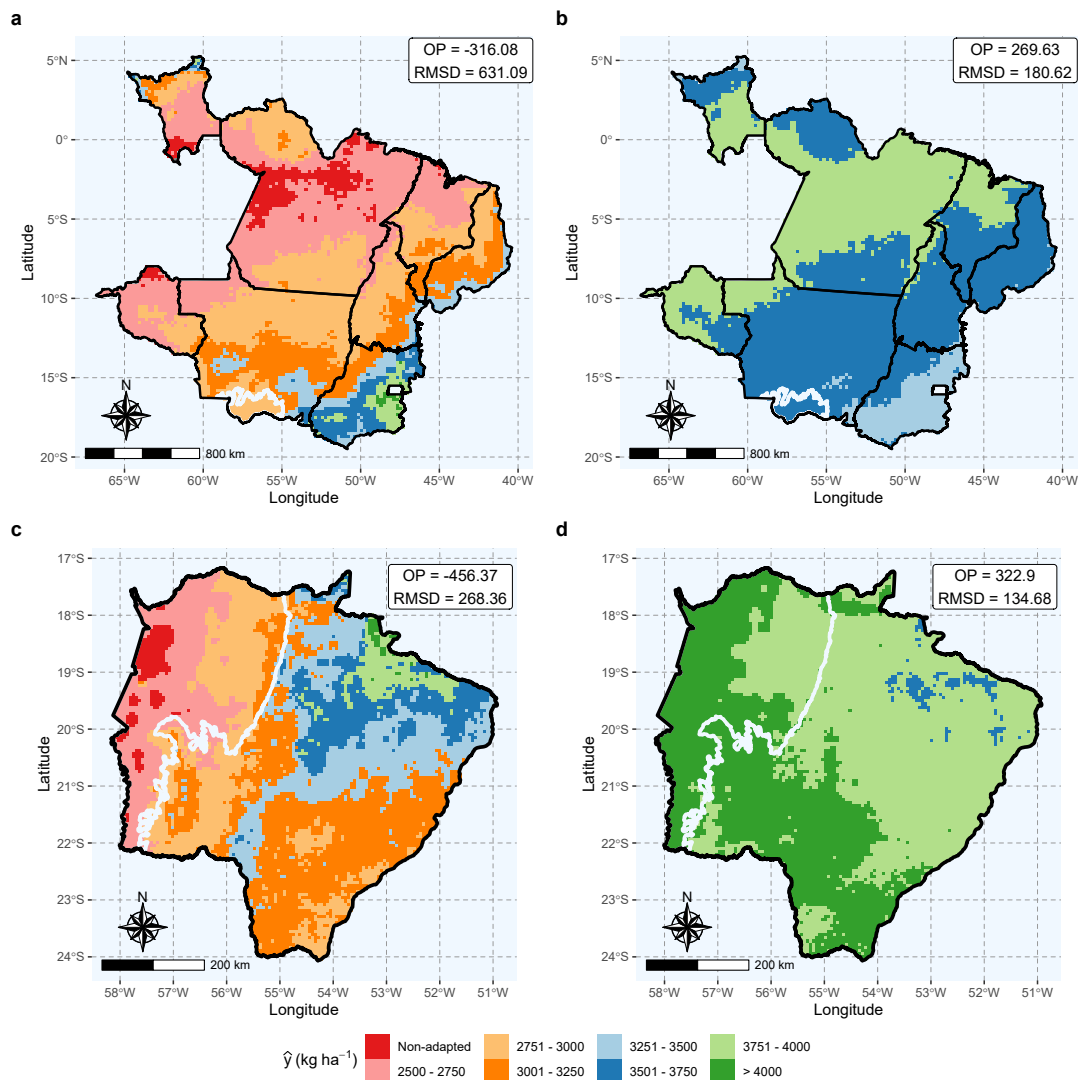 a
OP = -316.08
RMSD = 631.09
5°N
0°
5°S
10°S
15°S
20°S
Latitude
N
800 km
65°W 60°W 55°W 50°W 45°W 40°W
Longitude
b
OP = 269.63
RMSD = 180.62
5°N
0°
5°S
10°S
15°S
20°S
Latitude
N
800 km
65°W 60°W 55°W 50°W 45°W 40°W
Longitude
c
OP = -456.37
RMSD = 268.36
17°S
18°S
19°S
20°S
21°S
22°S
23°S
24°S
Latitude
N
200 km
58°W 57°W 56°W 55°W 54°W 53°W 52°W 51°W
Longitude
d
OP = 322.9
RMSD = 134.68
17°S
18°S
19°S
20°S
21°S
22°S
23°S
24°S
Latitude
N
200 km
58°W 57°W 56°W 55°W 54°W 53°W 52°W 51°W
Longitude
ŷ (kg ha⁻¹)
Non-adapted 2751 - 3000 3251 - 3500 3751 - 4000
2500 - 2750 3001 - 3250 3501 - 3750 > 4000